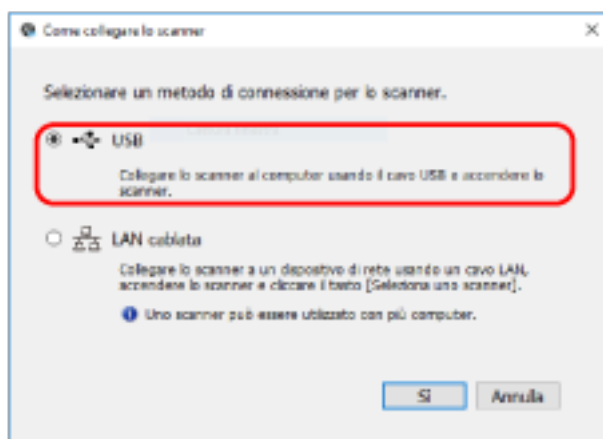 Come collegare lo scanner
Selezionare un metodo di connessione per lo scanner.
USB
Collegare lo scanner al computer usando il cavo USB e accendere lo
scanner.
LAN cablata
Collegare lo scanner a un dispositivo di rete usando un cavo LAN,
accendere lo scanner e cliccare il tasto [Seleziona uno scanner].
Uno scanner può essere utilizzato con più computer.
Sì
Annulla